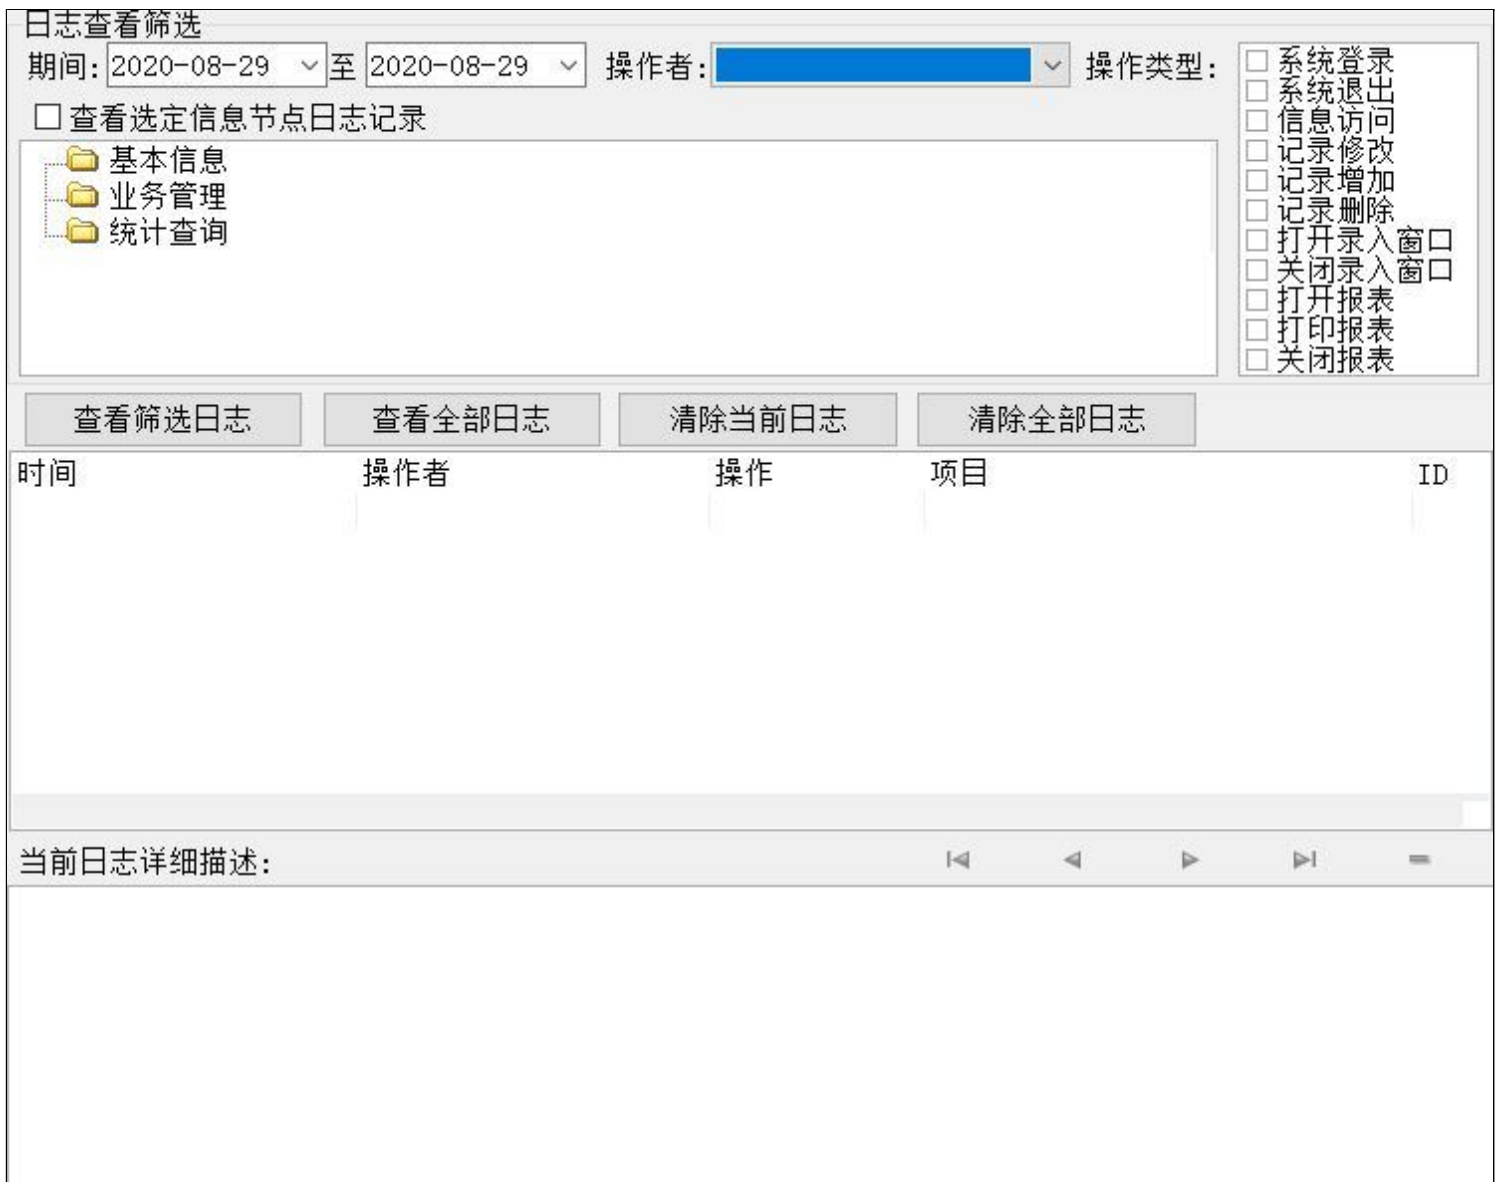 日志查看筛选
期间: 2020-08-29 至 2020-08-29 操作者: 操作类型:
系统登录
系统退出
信息访问
记录修改
记录增加
记录删除
打开录入窗口
关闭录入窗口
打开报表
打印报表
关闭报表
查看选定信息节点日志记录
基本信息
业务管理
统计查询
查看筛选日志 查看全部日志 清除当前日志 清除全部日志
时间 操作者 操作 项目 ID
当前日志详细描述: